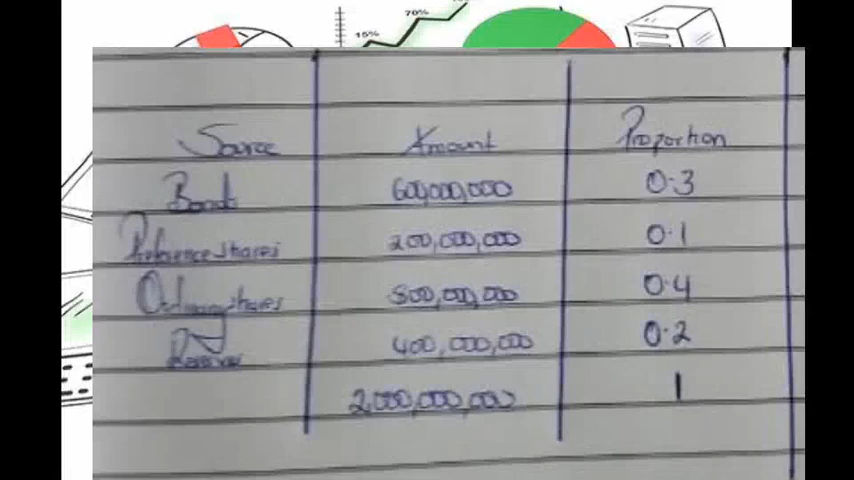 15% 70%
Source Amount Proportion
Bonds 600,000,000 0.3
Preference shares 200,000,000 0.1
Ordinary shares 800,000,000 0.4
Reserves 400,000,000 0.2
2,000,000,000 1